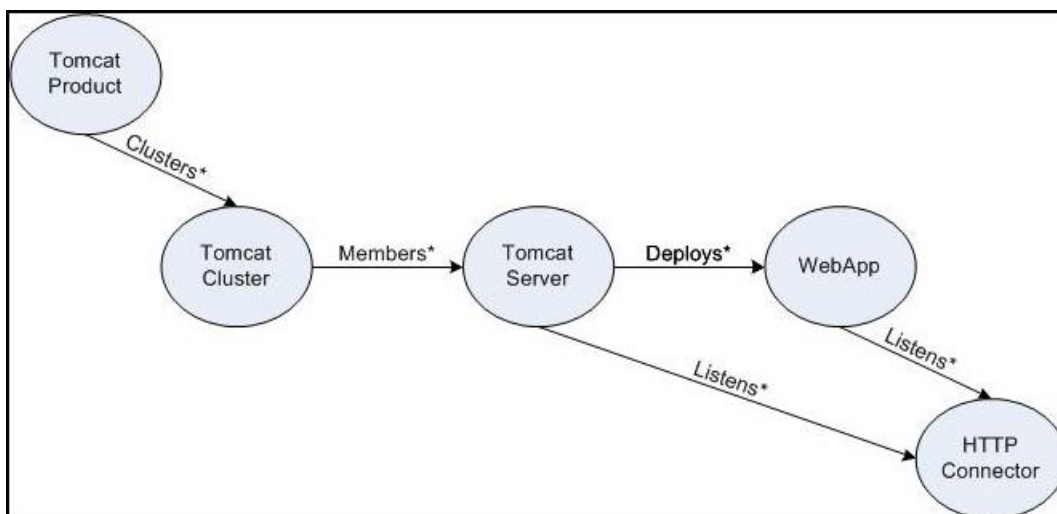 Tomcat
Product
Clusters*
Tomcat
Cluster
Members*
Tomcat
Server
Deploys*
WebApp
Listens*
Listens*
HTTP
Connector